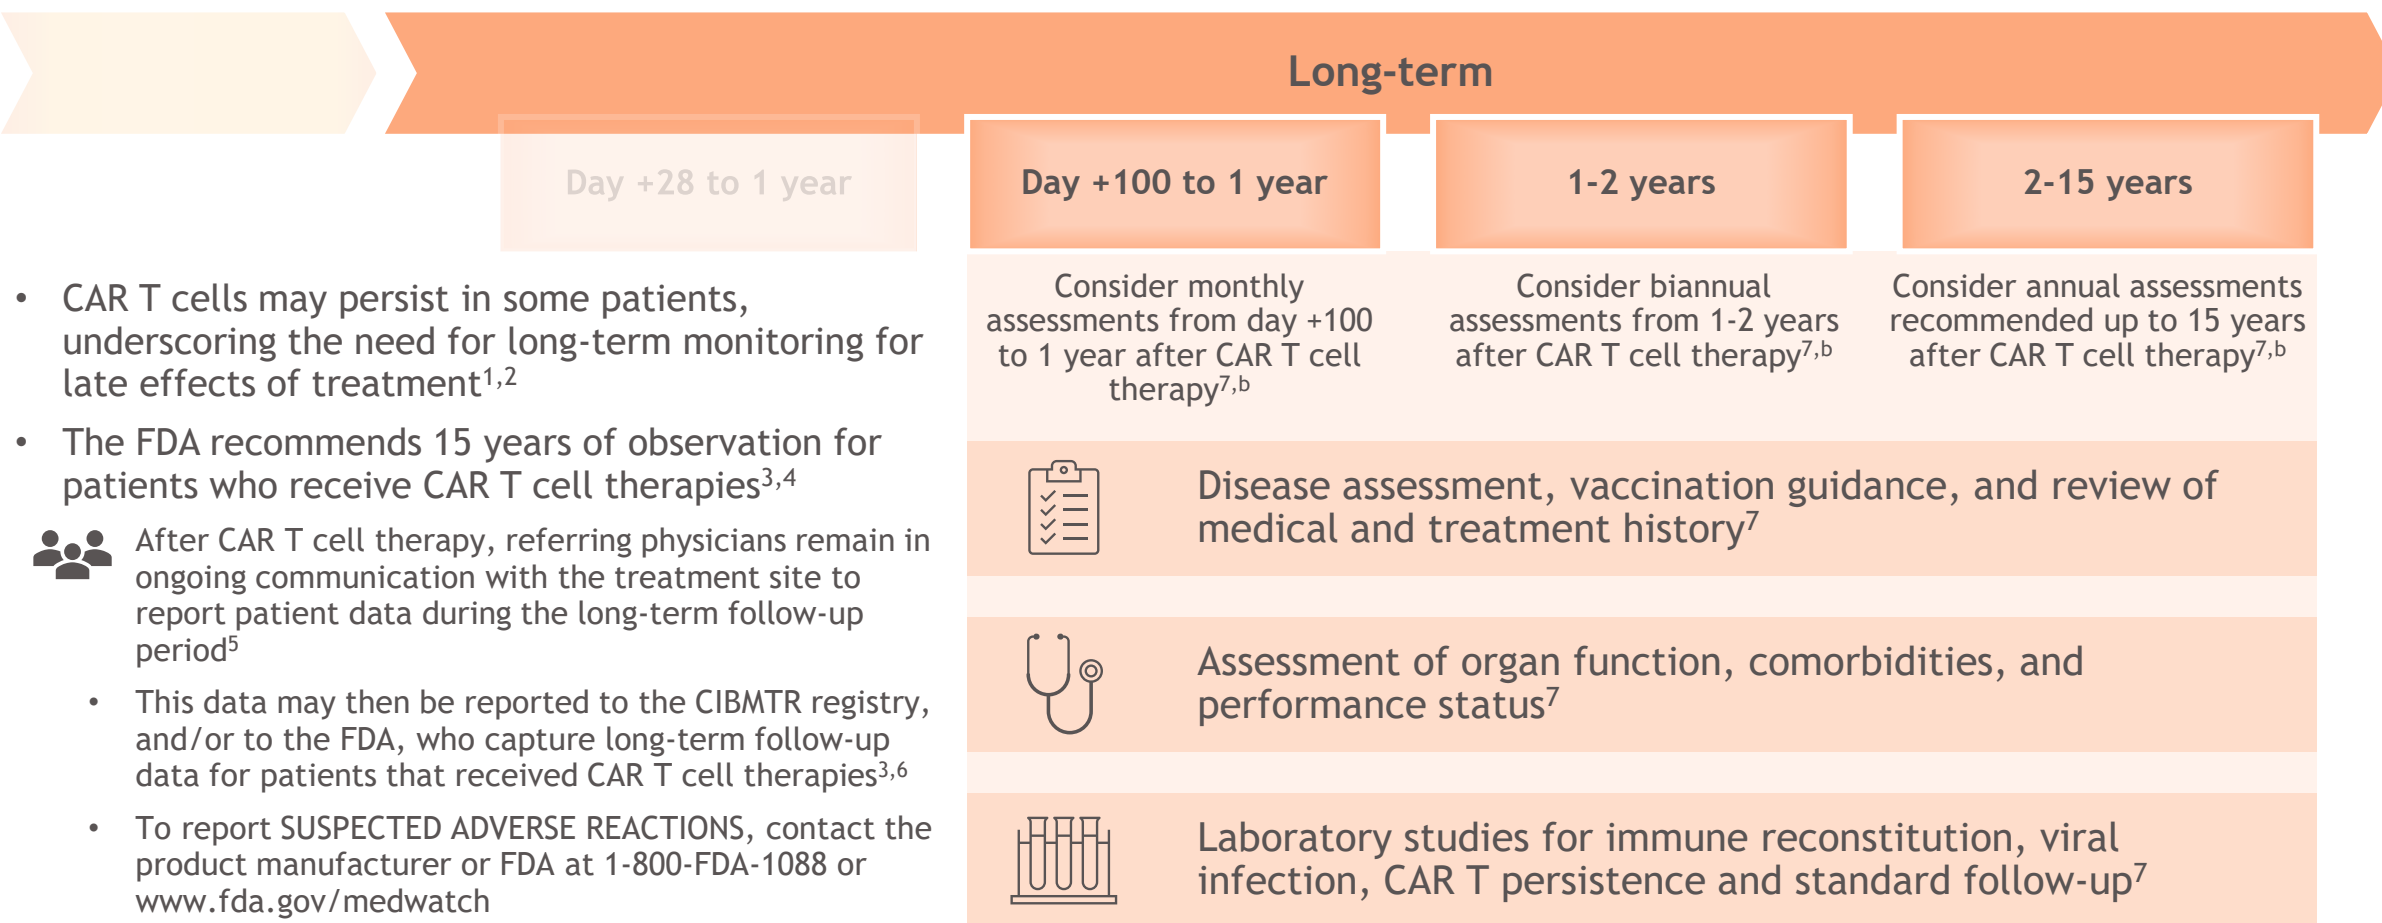 Long-term
Day +28 to 1 year
Day +100 to 1 year
1-2 years
2-15 years
• CAR T cells may persist in some patients,
underscoring the need for long-term monitoring for
late effects of treatment1,2
• The FDA recommends 15 years of observation for
patients who receive CAR T cell therapies3,4
After CAR T cell therapy, referring physicians remain in
ongoing communication with the treatment site to
report patient data during the long-term follow-up
period5
• This data may then be reported to the CIBMTR registry,
and/or to the FDA, who capture long-term follow-up
data for patients that received CAR T cell therapies3,6
• To report SUSPECTED ADVERSE REACTIONS, contact the
product manufacturer or FDA at 1-800-FDA-1088 or
www.fda.gov/medwatch
Consider monthly
assessments from day +100
to 1 year after CAR T cell
therapy7,b
Consider biannual
assessments from 1-2 years
after CAR T cell therapy7,b
Consider annual assessments
recommended up to 15 years
after CAR T cell therapy7,b
Disease assessment, vaccination guidance, and review of
medical and treatment history7
Assessment of organ function, comorbidities, and
performance status7
Laboratory studies for immune reconstitution, viral
infection, CAR T persistence and standard follow-up7